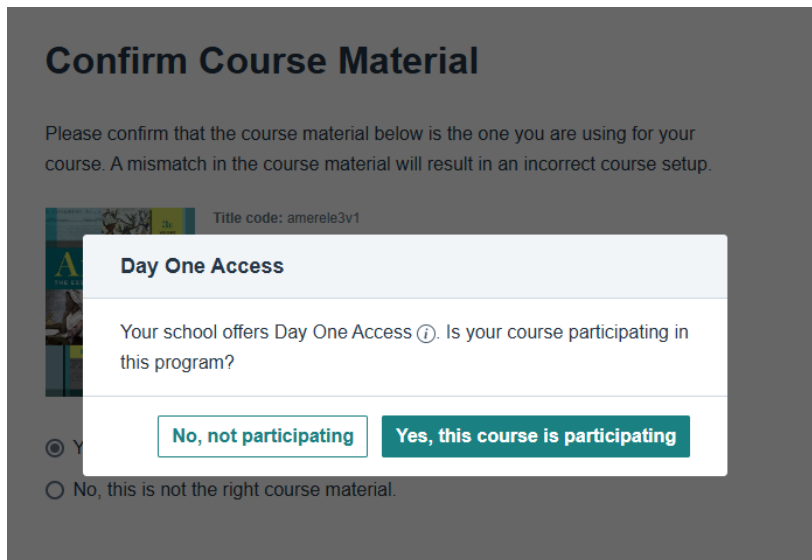 Confirm Course Material
Please confirm that the course material below is the one you are using for your
course. A mismatch in the course material will result in an incorrect course setup.
Title code: amerele3v1
Day One Access
Your school offers Day One Access ⓘ. Is your course participating in
this program?
No, not participating
Yes, this course is participating
No, this is not the right course material.